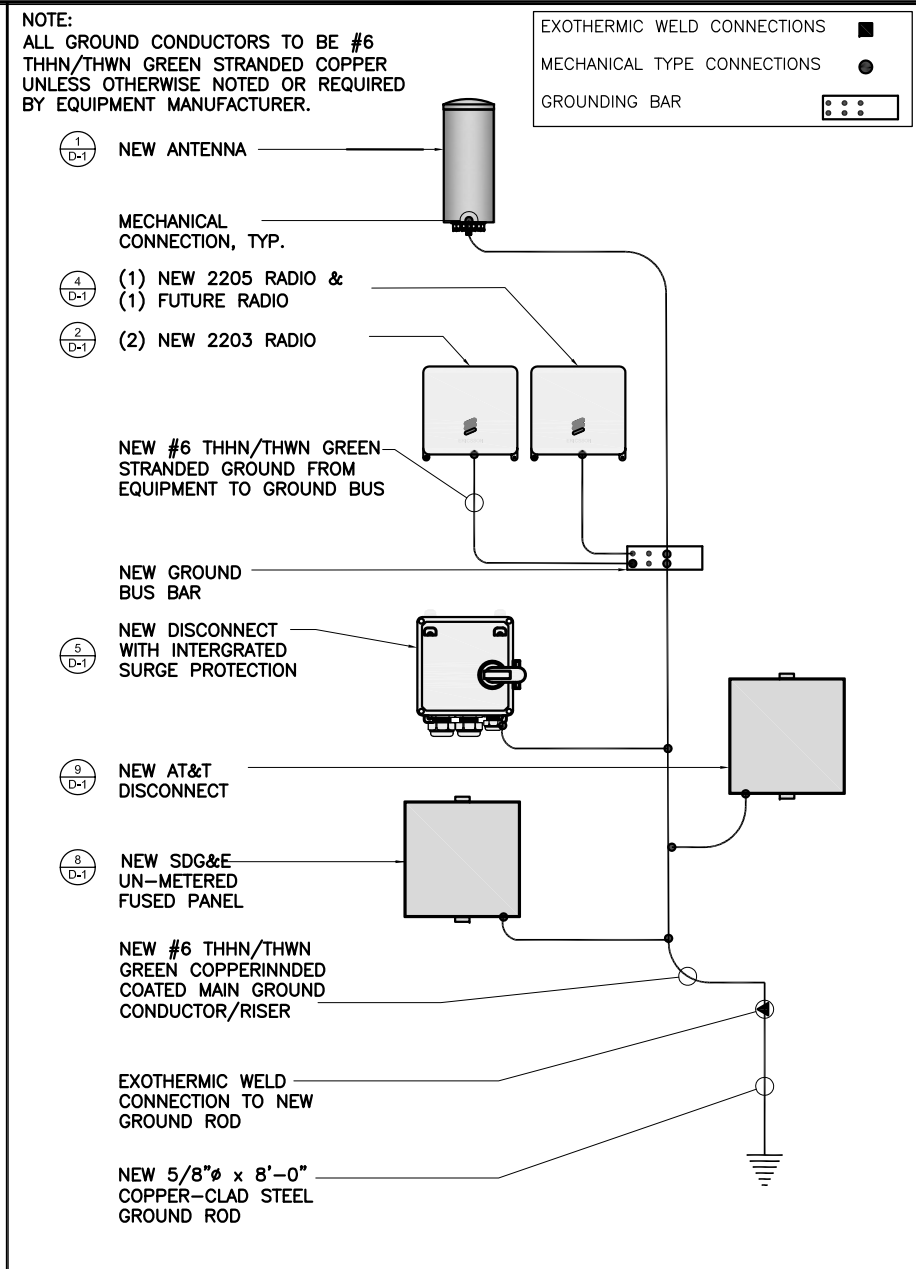 NOTE:
ALL GROUND CONDUCTORS TO BE #6
THHN/THWN GREEN STRANDED COPPER
UNLESS OTHERWISE NOTED OR REQUIRED
BY EQUIPMENT MANUFACTURER.
EXOTHERMIC WELD CONNECTIONS
MECHANICAL TYPE CONNECTIONS
GROUNDING BAR
1
D-1
NEW ANTENNA
MECHANICAL
CONNECTION, TYP.
4
D-1
(1) NEW 2205 RADIO &
(1) FUTURE RADIO
2
D-1
(2) NEW 2203 RADIO
NEW #6 THHN/THWN GREEN
STRANDED GROUND FROM
EQUIPMENT TO GROUND BUS
NEW GROUND
BUS BAR
5
D-1
NEW DISCONNECT
WITH INTERGRATED
SURGE PROTECTION
9
D-1
NEW AT&T
DISCONNECT
8
D-1
NEW SDG&E
UN-METERED
FUSED PANEL
NEW #6 THHN/THWN
GREEN COPPERINNDED
COATED MAIN GROUND
CONDUCTOR/RISER
EXOTHERMIC WELD
CONNECTION TO NEW
GROUND ROD
NEW 5/8"ø x 8'-0"
COPPER-CLAD STEEL
GROUND ROD